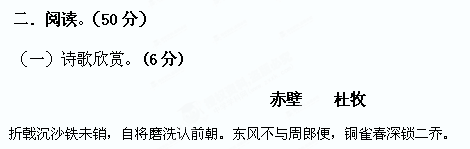 二．阅读。（50 分）
（一）诗歌欣赏。（6 分）
赤壁 杜牧
折戟沉沙铁未销，自将磨洗认前朝。东风不与周郎便，铜雀春深锁二乔。